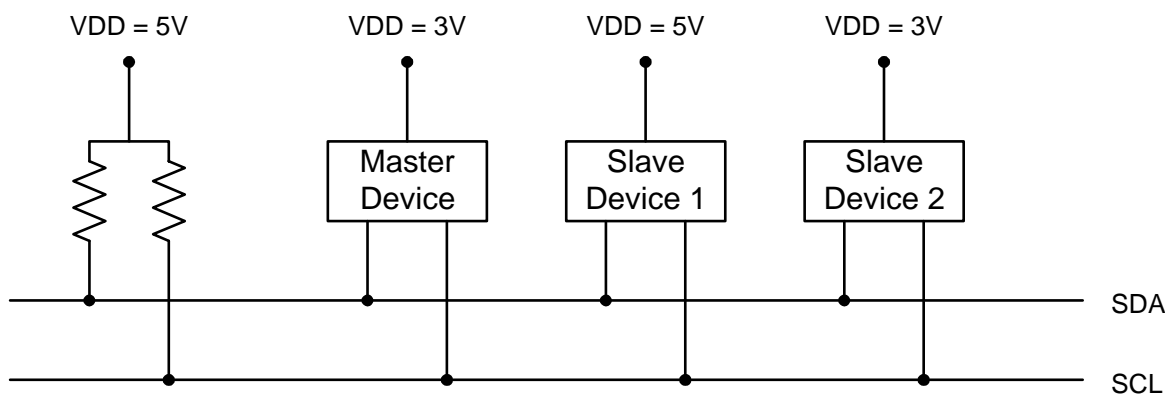 VDD = 5V
VDD = 3V
VDD = 5V
VDD = 3V
Master
Device
Slave
Device 1
Slave
Device 2
SDA
SCL